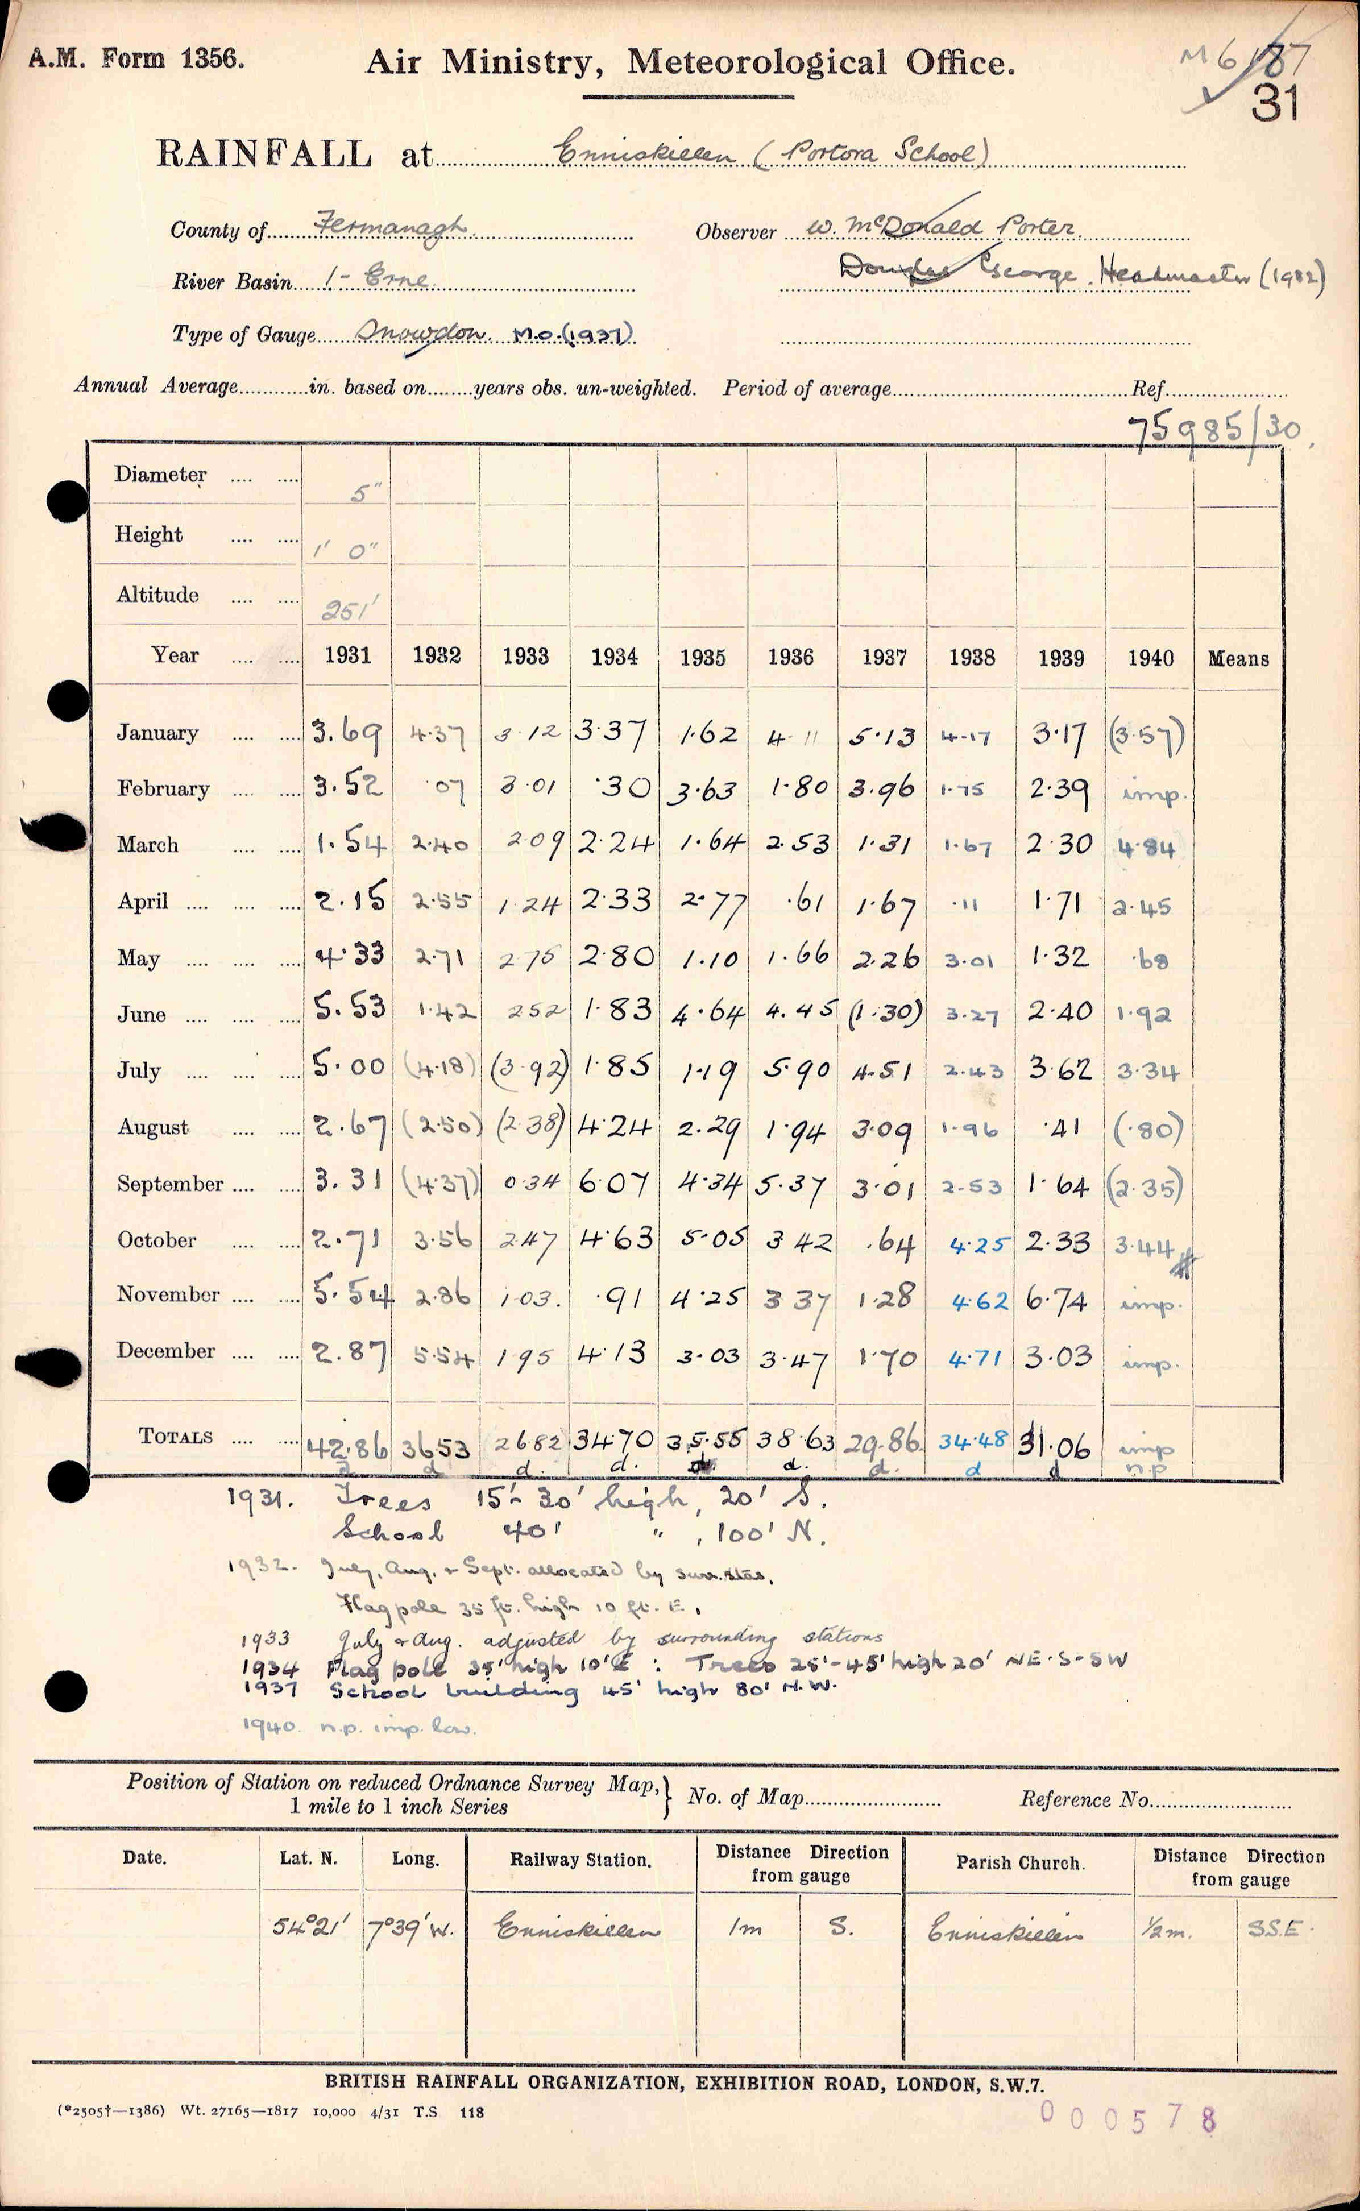 A.M. Form 1356.
Air Ministry, Meteorological Office.
M6187
31
RAINFALL at Enniskillen (Portora School)
County of Fermanagh
Observer W. McDonald Porter.
River Basin 1 - Erne
Douglas George. Headmaster (1932)
Type of Gauge Snowdon. M.O. (1937)
Annual Average in. based on years obs. un-weighted. Period of average Ref.
75985/30.
Diameter 5"
Height 1' 0"
Altitude 251'
Year 1931 1932 1933 1934 1935 1936 1937 1938 1939 1940 Means
January 3.69 4.37 3.12 3.37 1.62 4.11 5.13 4.17 3.17 (3.57)
February 3.52 .07 3.01 .30 3.63 1.80 3.96 1.75 2.39 imp.
March 1.54 2.40 2.09 2.24 1.64 2.53 1.31 1.67 2.30 4.84
April 2.15 2.55 1.24 2.33 2.77 .61 1.67 .11 1.71 2.45
May 4.33 2.71 2.75 2.80 1.10 1.66 2.26 3.01 1.32 .68
June 5.53 1.42 2.52 1.83 4.64 4.45 (1.30) 3.27 2.40 1.92
July 5.00 (4.18) (3.92) 1.85 1.19 5.90 4.51 2.43 3.62 3.34
August 2.67 (2.50) (2.38) 4.24 2.29 1.94 3.09 1.96 .41 (.80)
September 3.31 (4.37) 0.34 6.07 4.34 5.37 3.01 2.53 1.64 (2.35)
October 2.71 3.56 2.47 4.63 5.05 3.42 .64 4.25 2.33 3.44
November 5.54 2.86 1.03. .91 4.25 3.37 1.28 4.62 6.74 imp.
December 2.87 5.54 1.95 4.13 3.03 3.47 1.70 4.71 3.03 imp.
TOTALS 42.86 36.53 26.82 34.70 35.55 38.63 29.86 34.48 31.06 imp
d d. d. d. d. d d n.p
1931. Trees 15'- 30' high, 20' S.
School 40' " , 100' N.
1932. July, Aug. + Sept. allocated by surr. stas.
Flagpole 35 ft. high 10 ft. E.
1933 July & Aug. adjusted by surrounding stations
1934 Flag pole 35' high 10' E : Trees 25'-45' high 20' NE-S-SW
1937 School building 45' high 80' N.W.
1940. n.p. imp. low.
Position of Station on reduced Ordnance Survey Map, } No. of Map Reference No.
1 mile to 1 inch Series
Date. Lat. N. Long. Railway Station. Distance Direction from gauge Parish Church. Distance Direction from gauge
54°21' 7°39' W. Enniskillen 1m S. Enniskillen ½m. S.S.E.
BRITISH RAINFALL ORGANIZATION, EXHIBITION ROAD, LONDON, S.W.7.
(*2505†—1386) Wt. 27165—1817 10,000 4/31 T.S 118
000578